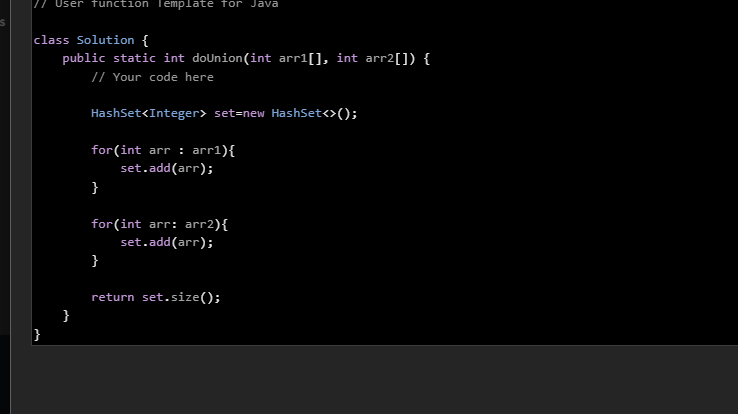 // User function Template for Java
s
class Solution {
public static int doUnion(int arr1[], int arr2[]) {
// Your code here
HashSet<Integer> set=new HashSet<>();
for(int arr : arr1){
set.add(arr);
}
for(int arr: arr2){
set.add(arr);
}
return set.size();
}
}